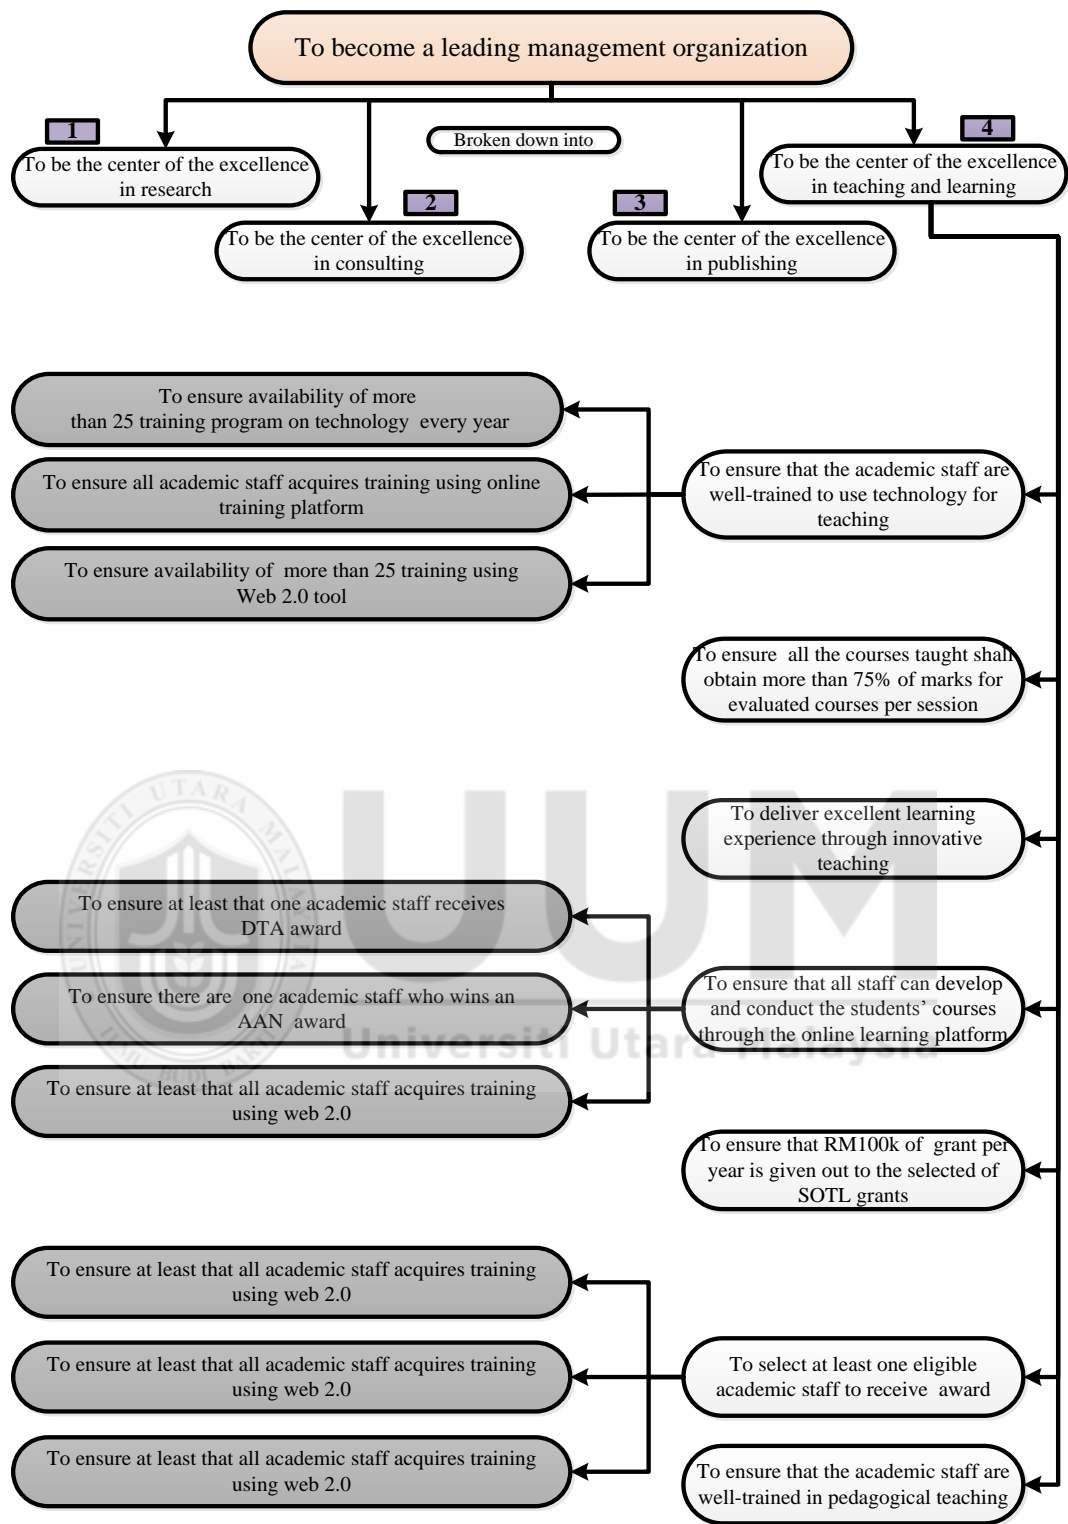 To become a leading management organization
1
To be the center of the excellence
in research
Broken down into
4
To be the center of the excellence
in teaching and learning
2
To be the center of the excellence
in consulting
3
To be the center of the excellence
in publishing
To ensure availability of more
than 25 training program on technology every year
To ensure all academic staff acquires training using online
training platform
To ensure availability of more than 25 training using
Web 2.0 tool
To ensure that the academic staff are
well-trained to use technology for
teaching
To ensure all the courses taught shall
obtain more than 75% of marks for
evaluated courses per session
To deliver excellent learning
experience through innovative
teaching
UNIVERSITI UTARA MALAYSIA
ILMU BUDI BAKTI
UUM
Universiti Utara Malaysia
To ensure at least that one academic staff receives
DTA award
To ensure there are one academic staff who wins an
AAN award
To ensure at least that all academic staff acquires training
using web 2.0
To ensure that all staff can develop
and conduct the students’ courses
through the online learning platform
To ensure that RM100k of grant per
year is given out to the selected of
SOTL grants
To ensure at least that all academic staff acquires training
using web 2.0
To ensure at least that all academic staff acquires training
using web 2.0
To ensure at least that all academic staff acquires training
using web 2.0
To select at least one eligible
academic staff to receive award
To ensure that the academic staff are
well-trained in pedagogical teaching